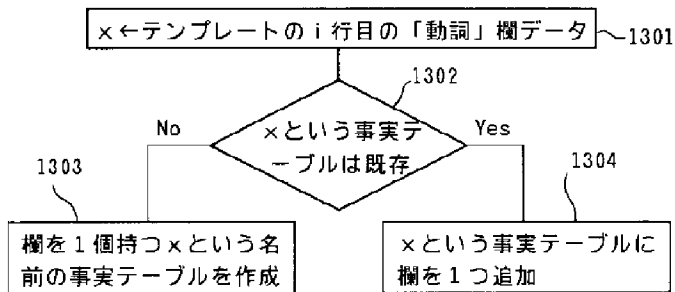 ×←テンプレートのi行目の「動詞」欄データ
1301
1302
No
×という事実テ
ーブルは既存
Yes
1303
1304
欄を1個持つ×という名
前の事実テーブルを作成
×という事実テーブルに
欄を1つ追加